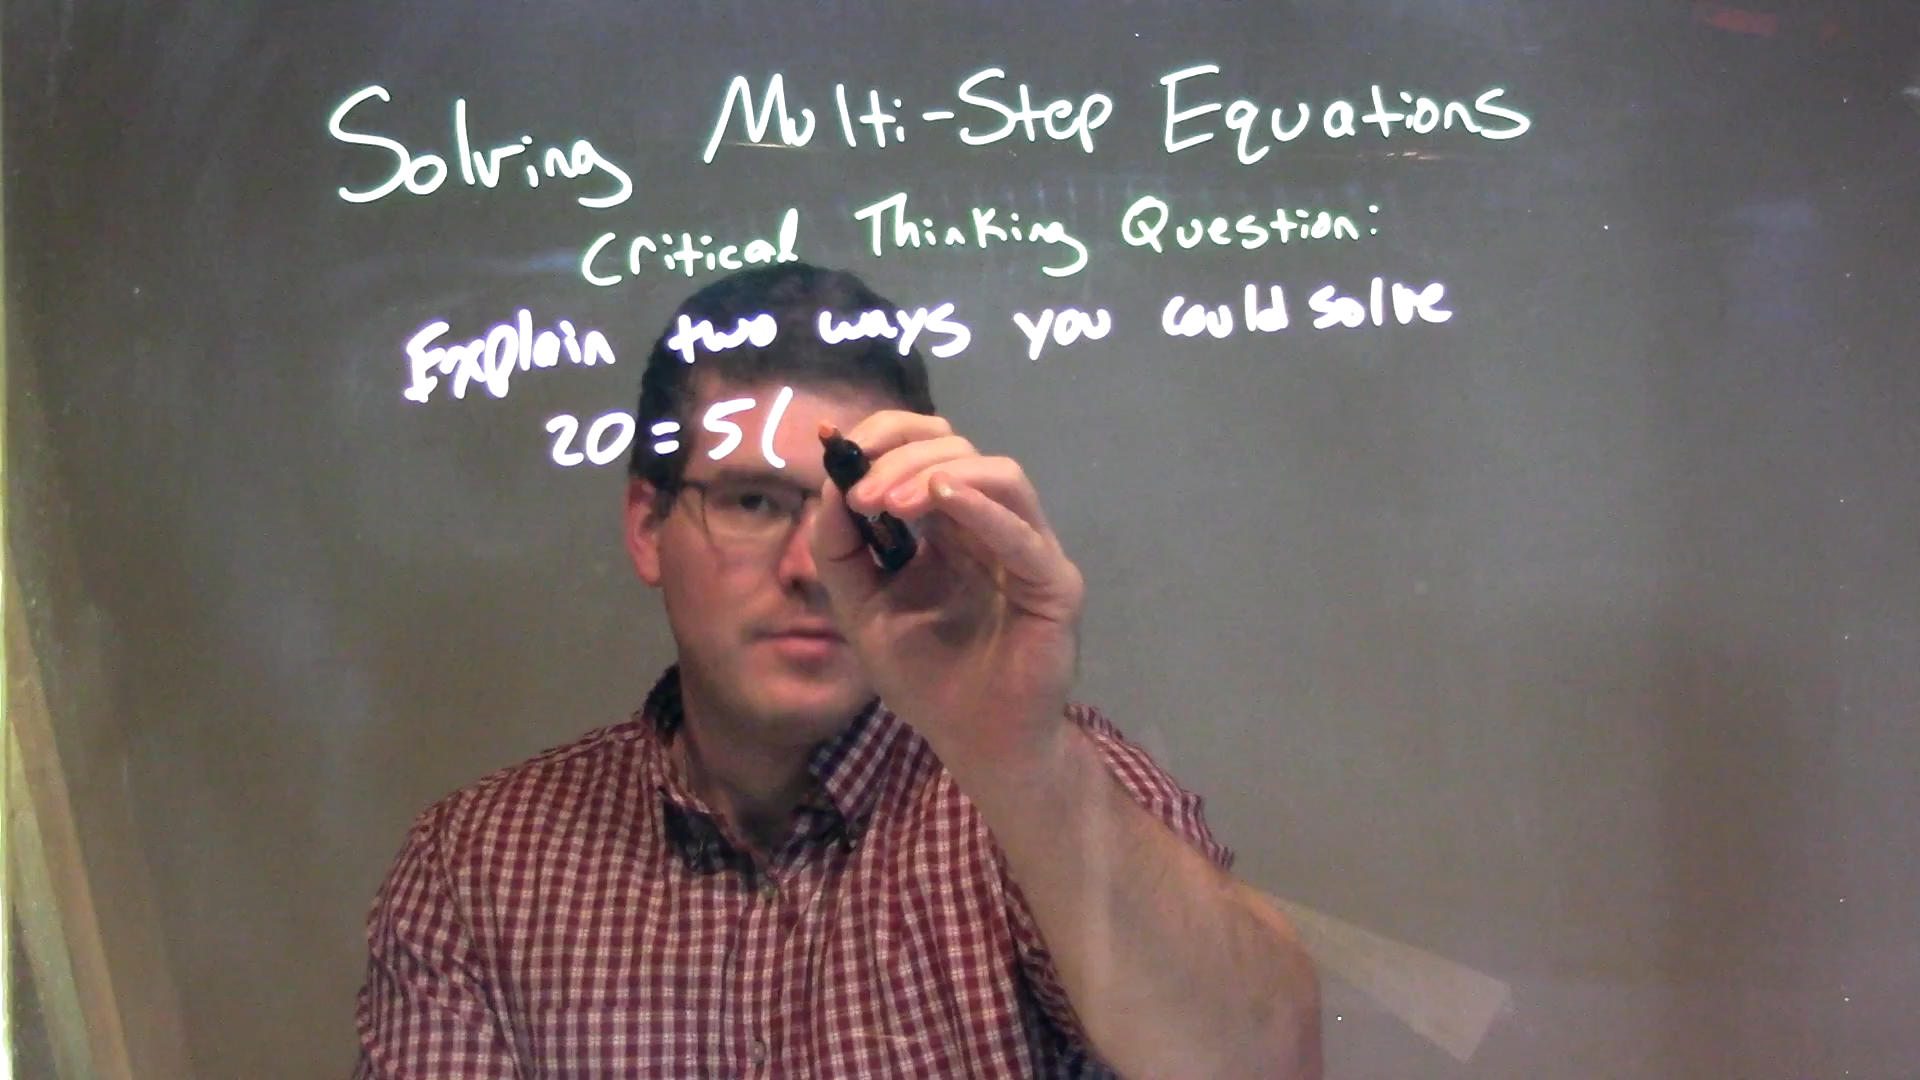 Solving Multi-Step Equations
Critical Thinking Question:
Explain two ways you could solve
20=5(